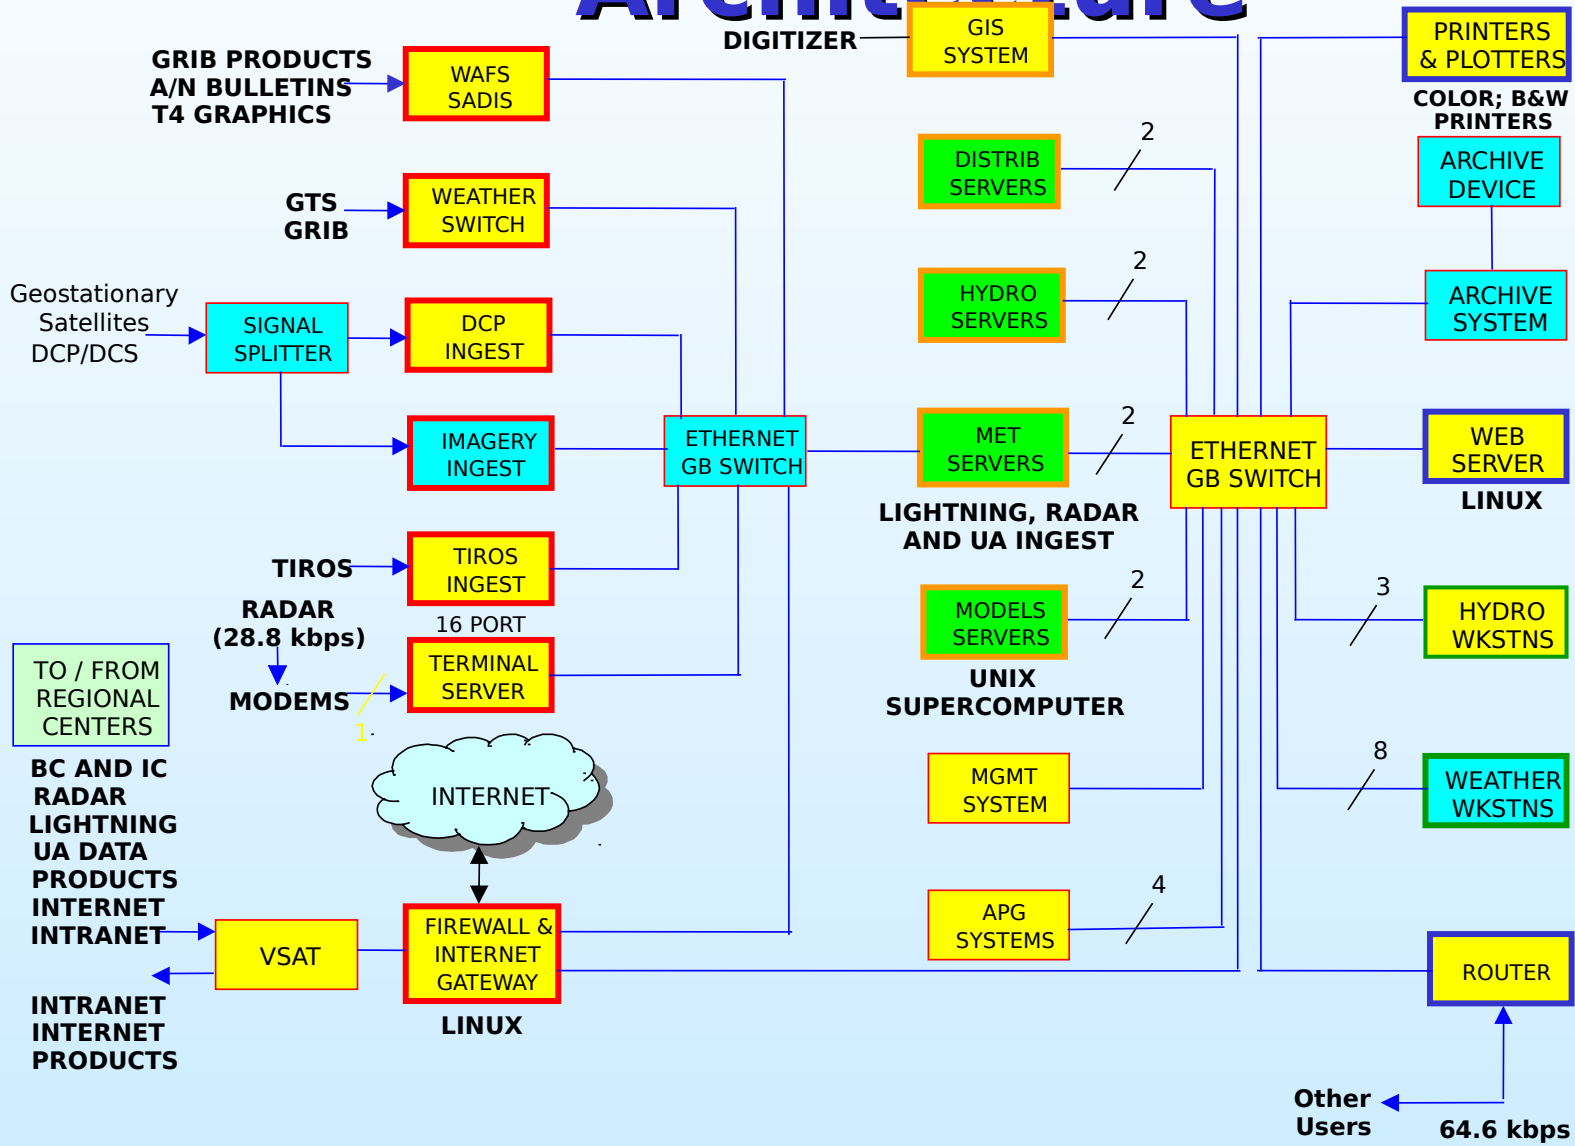 Architecture
DIGITIZER
GIS
SYSTEM
PRINTERS
& PLOTTERS
COLOR; B&W
PRINTERS
GRIB PRODUCTS
A/N BULLETINS
T4 GRAPHICS
WAFS
SADIS
2
DISTRIB
SERVERS
ARCHIVE
DEVICE
GTS
GRIB
WEATHER
SWITCH
2
HYDRO
SERVERS
ARCHIVE
SYSTEM
Geostationary
Satellites
DCP/DCS
SIGNAL
SPLITTER
DCP
INGEST
IMAGERY
INGEST
ETHERNET
GB SWITCH
MET
SERVERS
2
LIGHTNING, RADAR
AND UA INGEST
ETHERNET
GB SWITCH
WEB
SERVER
LINUX
TIROS
TIROS
INGEST
RADAR
(28.8 kbps)
MODEMS
1
16 PORT
TERMINAL
SERVER
MODELS
SERVERS
2
UNIX
SUPERCOMPUTER
3
HYDRO
WKSTNS
TO / FROM
REGIONAL
CENTERS
BC AND IC
RADAR
LIGHTNING
UA DATA
PRODUCTS
INTERNET
INTRANET
INTERNET
MGMT
SYSTEM
8
WEATHER
WKSTNS
VSAT
FIREWALL &
INTERNET
GATEWAY
LINUX
APG
SYSTEMS
4
ROUTER
INTRANET
INTERNET
PRODUCTS
Other
Users
64.6 kbps